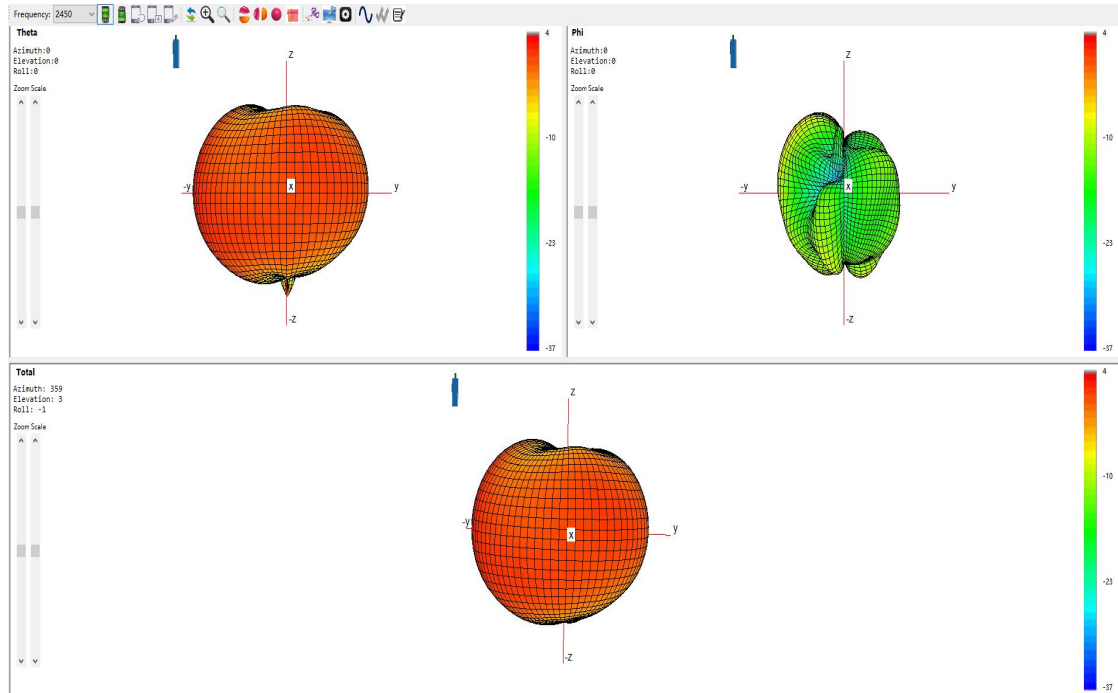 Frequency: 2450
Theta
Azimuth:0
Elevation:0
Roll:0
Zoom Scale
Z
-y
X
y
-Z
4
-10
-23
-37
Phi
Azimuth:0
Elevation:0
Roll:0
Zoom Scale
Z
-y
X
y
-Z
4
-10
-23
-37
Total
Azimuth: 359
Elevation: 3
Roll: -1
Zoom Scale
Z
-y
X
y
-Z
4
-10
-23
-37